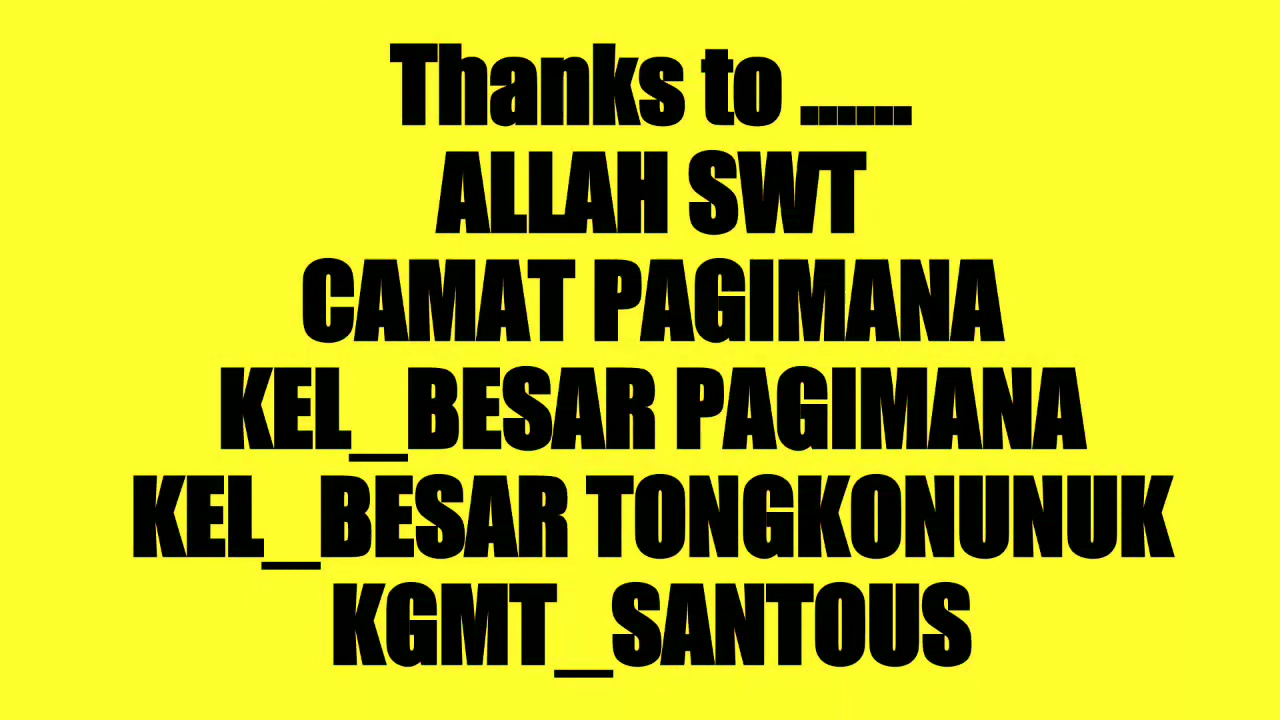 Thanks to ......
ALLAH SWT
CAMAT PAGIMANA
KEL_BESAR PAGIMANA
KEL_BESAR TONGKONUNUK
KGMT_SANTOUS